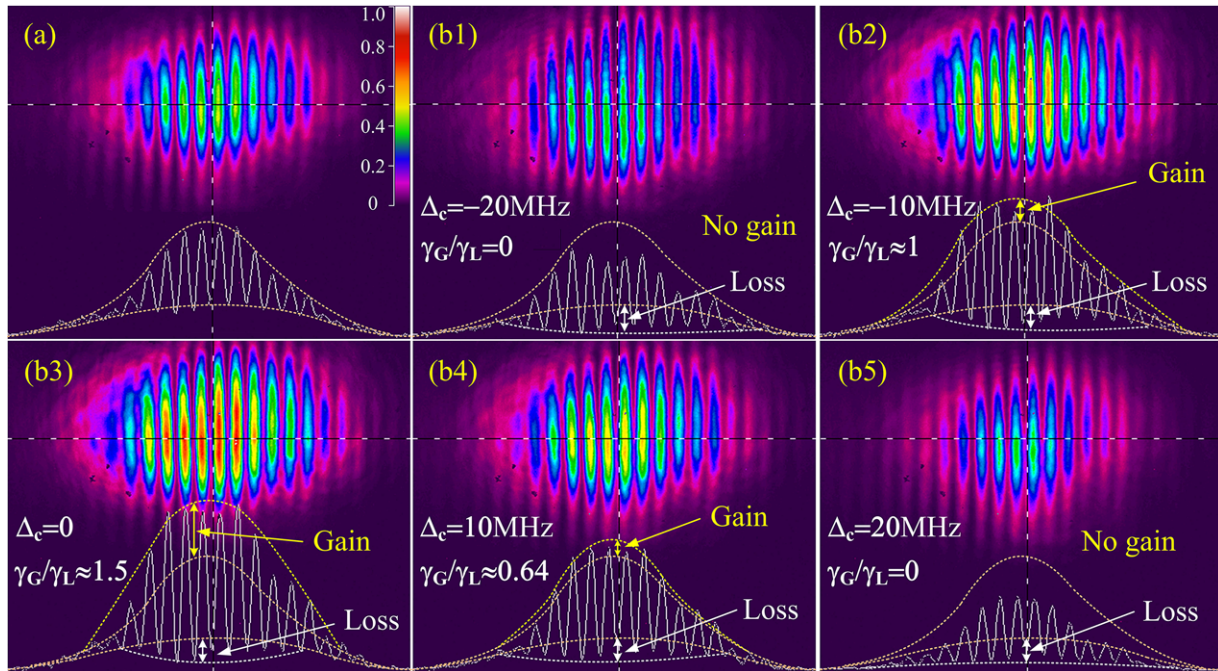 (a)
1.0
0.8
0.6
0.4
0.2
0
(b1)
Δc=−20MHz
γG/γL=0
No gain
Loss
(b2)
Gain
Δc=−10MHz
γG/γL≈1
Loss
(b3)
Δc=0
γG/γL≈1.5
Gain
Loss
(b4)
Δc=10MHz
γG/γL≈0.64
Gain
Loss
(b5)
Δc=20MHz
γG/γL=0
No gain
Loss